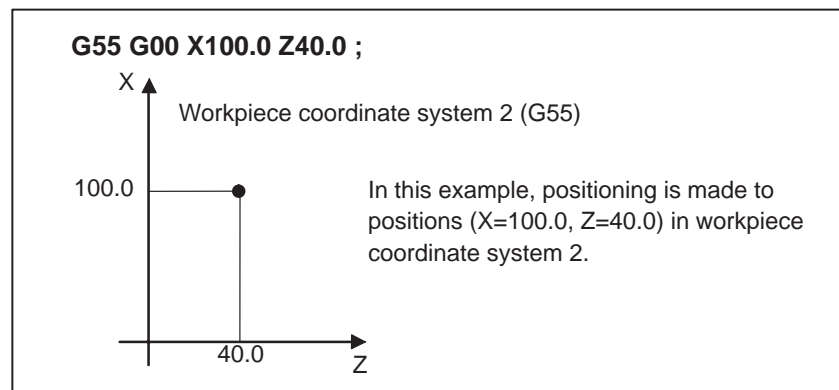 G55 G00 X100.0 Z40.0 ;
X
Workpiece coordinate system 2 (G55)
100.0
In this example, positioning is made to
positions (X=100.0, Z=40.0) in workpiece
coordinate system 2.
40.0
Z